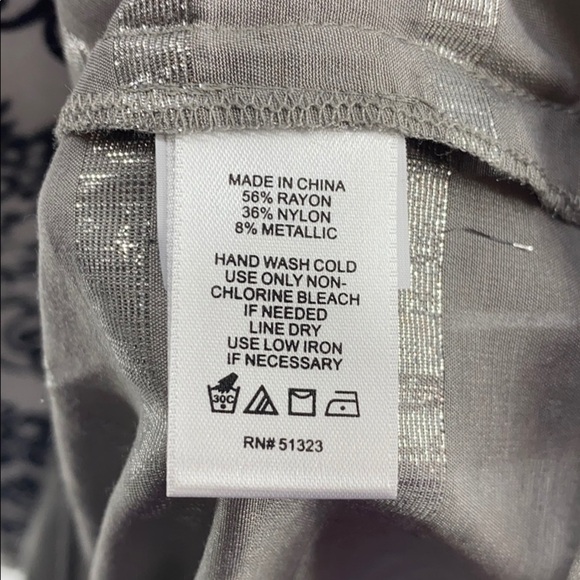 MADE IN CHINA
56% RAYON
36% NYLON
8% METALLIC
HAND WASH COLD
USE ONLY NON-
CHLORINE BLEACH
IF NEEDED
LINE DRY
USE LOW IRON
IF NECESSARY
30C
RN# 51323